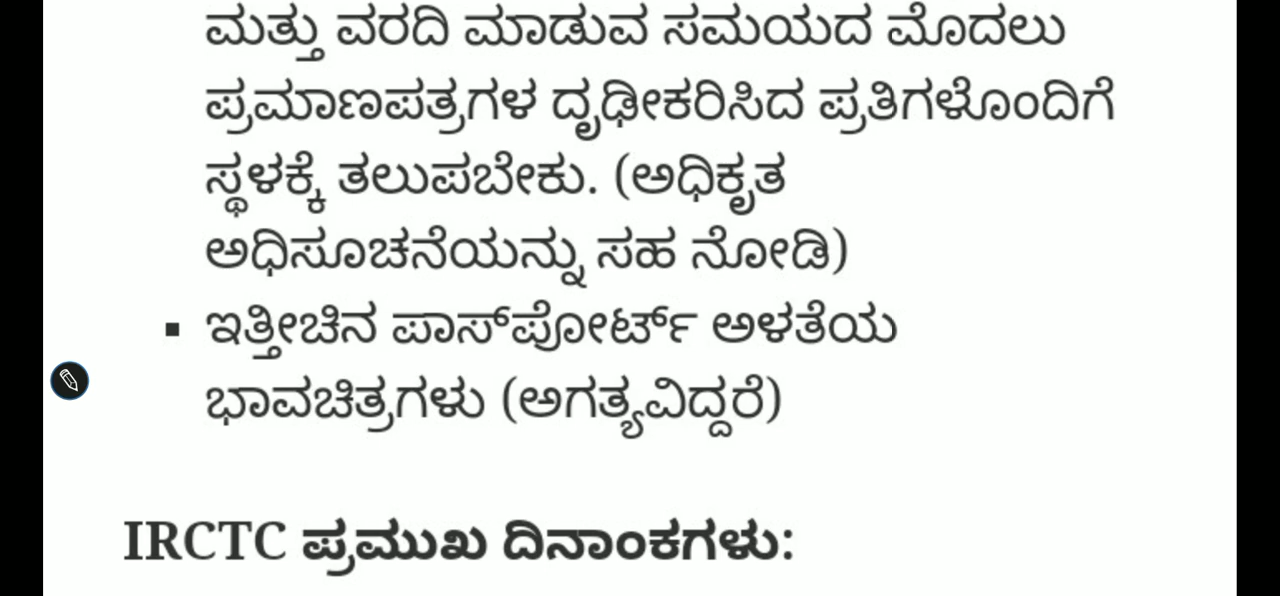 ಮತ್ತು ವರದಿ ಮಾಡುವ ಸಮಯದ ಮೊದಲು
ಪ್ರಮಾಣಪತ್ರಗಳ ದೃಢೀಕರಿಸಿದ ಪ್ರತಿಗಳೊಂದಿಗೆ
ಸ್ಥಳಕ್ಕೆ ತಲುಪಬೇಕು. (ಅಧಿಕೃತ
ಅಧಿಸೂಚನೆಯನ್ನು ಸಹ ನೋಡಿ)
▪ ಇತ್ತೀಚಿನ ಪಾಸ್‌ಪೋರ್ಟ್ ಅಳತೆಯ
ಭಾವಚಿತ್ರಗಳು (ಅಗತ್ಯವಿದ್ದರೆ)
IRCTC ಪ್ರಮುಖ ದಿನಾಂಕಗಳು: